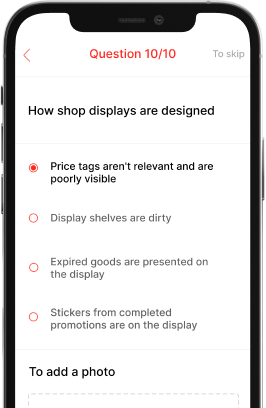 Question 10/10
To skip
How shop displays are designed
Price tags aren't relevant and are
poorly visible
Display shelves are dirty
Expired goods are presented on
the display
Stickers from completed
promotions are on the display
To add a photo